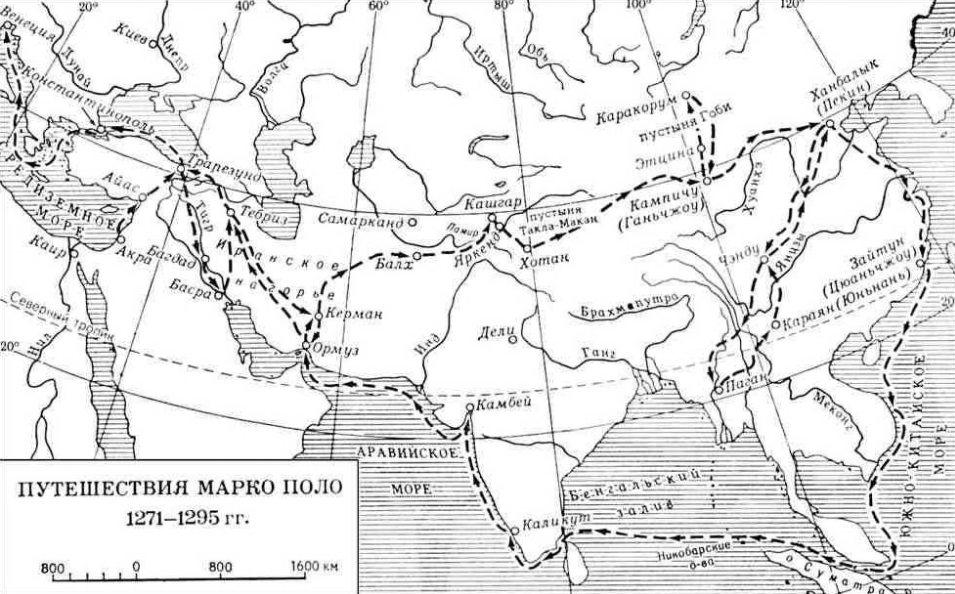 20°
40°
60°
80°
100°
120°
40
Венеция
Киев
Днепр
Дунай
Волга
Иртыш
Обь
Константинополь
Ханбалык
(Пекин)
Каракорум
пустыня Гоби
Этцина
Трапезунд
СРЕДИЗЕМНОЕ
МОРЕ
Айас
Тебриз
Самарканд
Кашгар
Памир
пустыня
Такла-Макан
Кампичу
(Ганьчжоу)
Хуанхэ
Каир
Акра
Тигр
Иранское
нагорье
Багдад
Балх
Яркенд
Хотан
Чэнду
Янцзы
Зайтун
(Цюаньчжоу)
Басра
Северный тропик
Керман
Брахмапутра
Караян (Юньнань)
20
20°
Нил
Ормуз
Инд
Дели
Ганг
Паган
Камбей
Меконг
АРАВИЙСКОЕ
МОРЕ
Бенгальский
залив
ЮЖНО-КИТАЙСКОЕ
МОРЕ
Каликут
Никобарские
о-ва
о. Суматра
0
ПУТЕШЕСТВИЯ МАРКО ПОЛО
1271–1295 гг.
800 0 800 1600 км